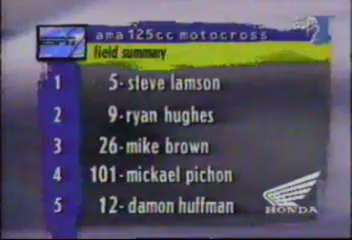 ama 125cc motocross
field summary
1 5- steve lamson
2 9- ryan hughes
3 26- mike brown
4 101- mickael pichon
5 12- damon huffman
HONDA